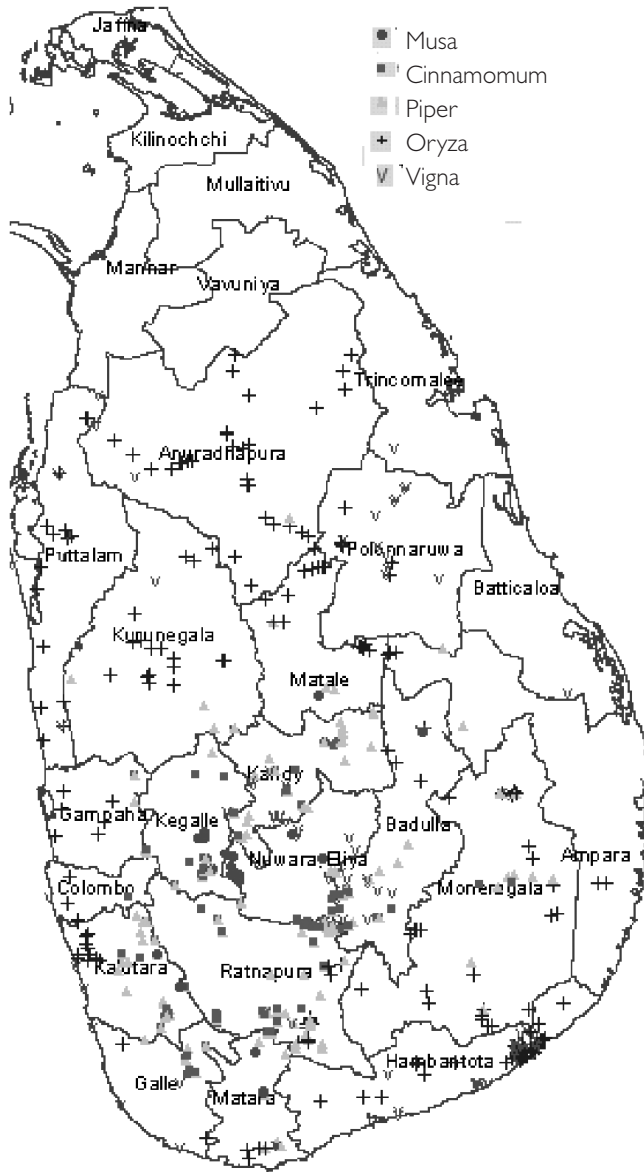 Jaffna
Musa
Cinnamomum
Piper
Kilinochchi
Oryza
Mullaitivu
Vigna
Mannar
Vavuniya
Trincomalee
Anuradhapura
Puttalam
Polonnaruwa
Batticaloa
Kurunegala
Matale
Kandy
Gampaha
Kegalle
Badulla
Nuwara Eliya
Ampara
Colombo
Moneragala
Kalutara
Ratnapura
Hambantota
Galle
Matara